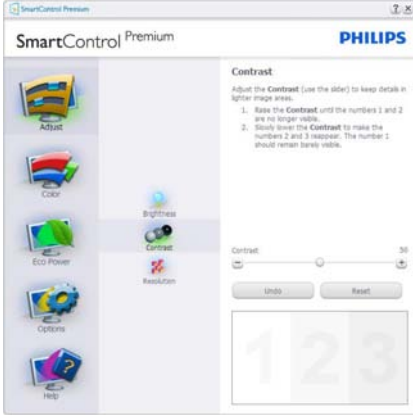 SmartControl Premium
SmartControl Premium
PHILIPS
Adjust
Color
Eco Power
Options
Help
Brightness
Contrast
Resolution
Contrast
Adjust the Contrast (use the slider) to keep details in
lighter image areas.
1. Raise the Contrast until the numbers 1 and 2
are no longer visible.
2. Slowly lower the Contrast to make the
numbers 2 and 3 reappear. The number 1
should remain barely visible.
Contrast 50
Undo Reset
1 2 3